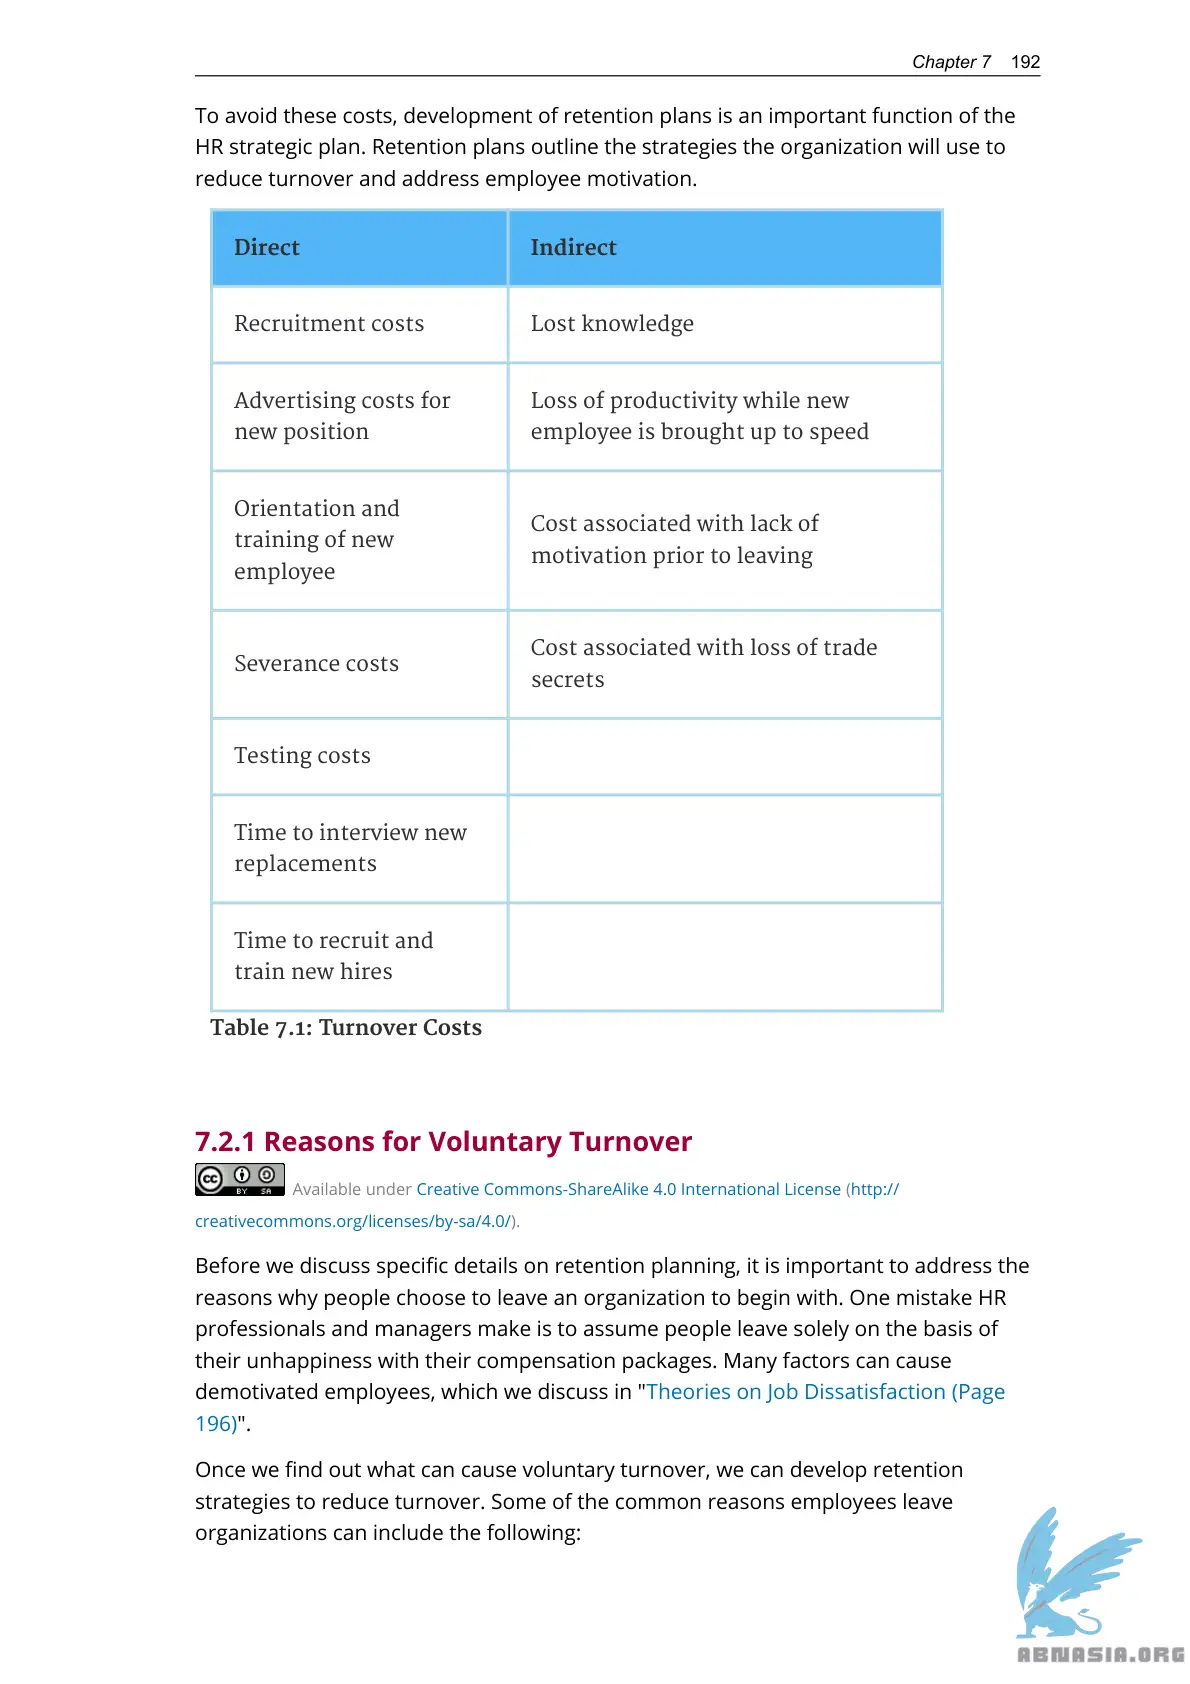 Chapter 7 192
To avoid these costs, development of retention plans is an important function of the
HR strategic plan. Retention plans outline the strategies the organization will use to
reduce turnover and address employee motivation.
Direct
Indirect
Recruitment costs
Lost knowledge
Advertising costs for
new position
Loss of productivity while new
employee is brought up to speed
Orientation and
training of new
employee
Cost associated with lack of
motivation prior to leaving
Severance costs
Cost associated with loss of trade
secrets
Testing costs
Time to interview new
replacements
Time to recruit and
train new hires
Table 7.1: Turnover Costs
7.2.1 Reasons for Voluntary Turnover
cc BY SA Available under Creative Commons-ShareAlike 4.0 International License (http://
creativecommons.org/licenses/by-sa/4.0/).
Before we discuss specific details on retention planning, it is important to address the
reasons why people choose to leave an organization to begin with. One mistake HR
professionals and managers make is to assume people leave solely on the basis of
their unhappiness with their compensation packages. Many factors can cause
demotivated employees, which we discuss in "Theories on Job Dissatisfaction (Page
196)".
Once we find out what can cause voluntary turnover, we can develop retention
strategies to reduce turnover. Some of the common reasons employees leave
organizations can include the following:
ABNASIA.ORG